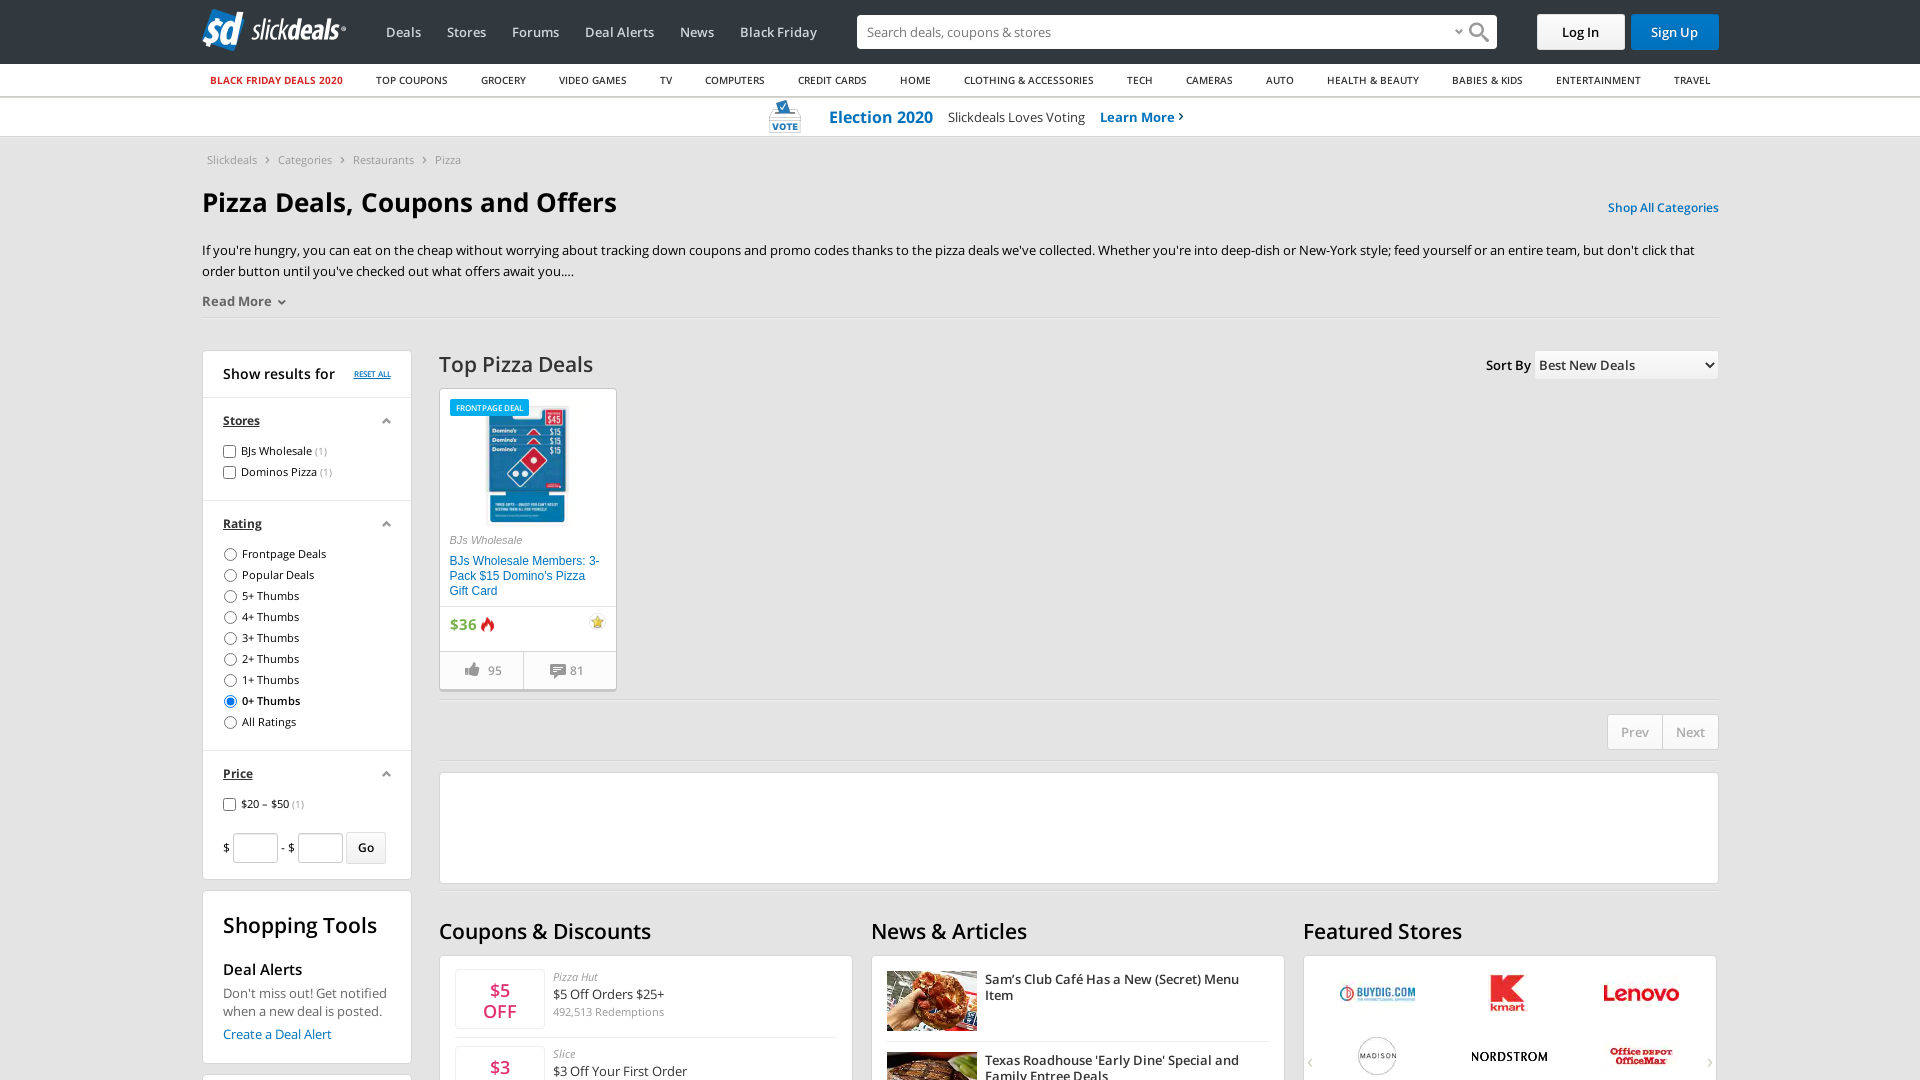 slickdeals
Deals
Stores
Forums
Deal Alerts
News
Black Friday
Search deals, coupons & stores
Log In
Sign Up
BLACK FRIDAY DEALS 2020
TOP COUPONS
GROCERY
VIDEO GAMES
TV
COMPUTERS
CREDIT CARDS
HOME
CLOTHING & ACCESSORIES
TECH
CAMERAS
AUTO
HEALTH & BEAUTY
BABIES & KIDS
ENTERTAINMENT
TRAVEL
VOTE
Election 2020
Slickdeals Loves Voting
Learn More
Slickdeals
Categories
Restaurants
Pizza
Pizza Deals, Coupons and Offers
Shop All Categories
If you're hungry, you can eat on the cheap without worrying about tracking down coupons and promo codes thanks to the pizza deals we've collected. Whether you're into deep-dish or New-York style; feed yourself or an entire team, but don't click that
order button until you've checked out what offers await you....
Read More
Show results for
RESET ALL
Stores
BJs Wholesale (1)
Dominos Pizza (1)
Rating
Frontpage Deals
Popular Deals
5+ Thumbs
4+ Thumbs
3+ Thumbs
2+ Thumbs
1+ Thumbs
0+ Thumbs
All Ratings
Price
$20 – $50 (1)
$ - $ Go
Shopping Tools
Deal Alerts
Don't miss out! Get notified
when a new deal is posted.
Create a Deal Alert
Top Pizza Deals
Sort By
Best New Deals
FRONTPAGE DEAL
$45
Domino's $15
Domino's $15
Domino's $15
BJs Wholesale
BJs Wholesale Members: 3-
Pack $15 Domino's Pizza
Gift Card
$36
95
81
Prev
Next
Coupons & Discounts
$5
OFF
Pizza Hut
$5 Off Orders $25+
492,513 Redemptions
$3
Slice
$3 Off Your First Order
News & Articles
Sam’s Club Café Has a New (Secret) Menu
Item
Texas Roadhouse 'Early Dine' Special and
Family Entree Deals
Featured Stores
BUYDIG.COM
kmart
Lenovo
MADISON
NORDSTROM
Office DEPOT
OfficeMax